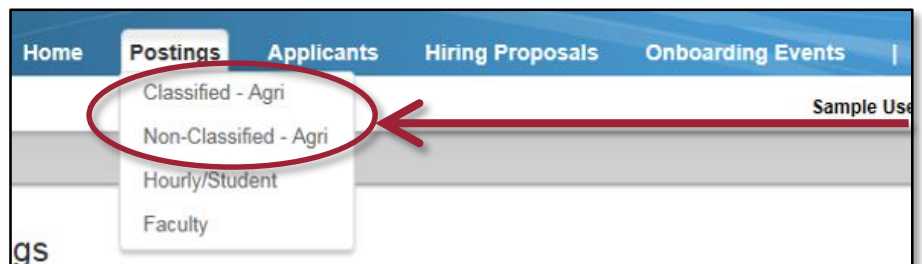 Home Postings Applicants Hiring Proposals Onboarding Events |
Classified - Agri
Sample Use
Non-Classified - Agri
Hourly/Student
Faculty
gs